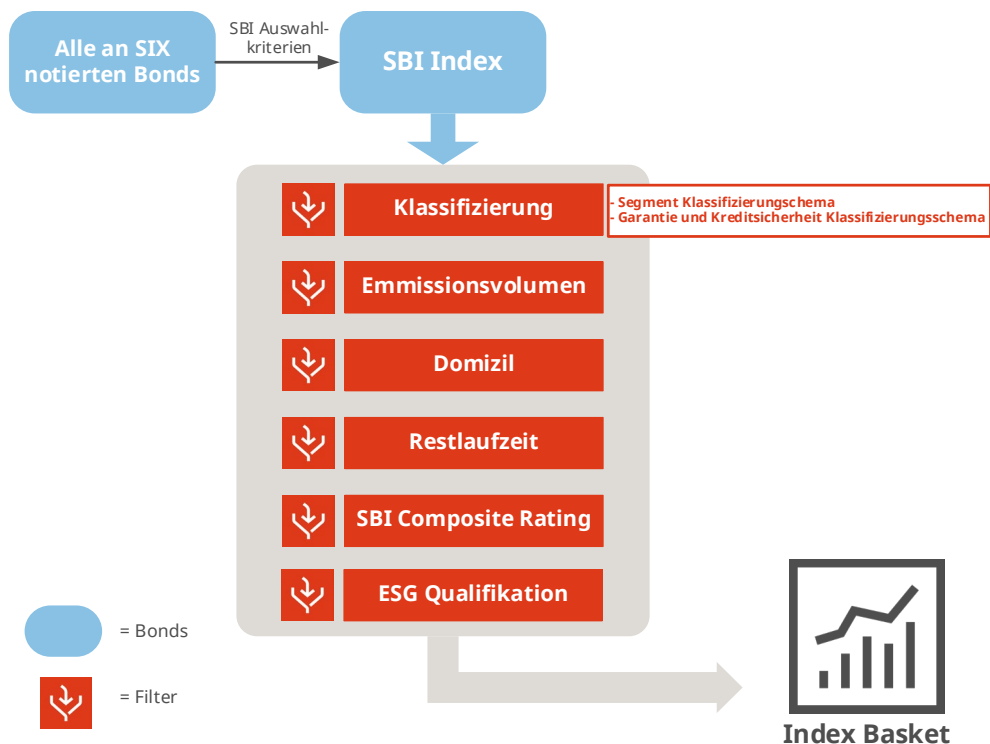 Alle an SIX
notierten Bonds
SBI Auswahl-
kriterien
SBI Index
Klassifizierung
- Segment Klassifizierungschema
- Garantie und Kreditsicherheit Klassifizierungsschema
Emmissionsvolumen
Domizil
Restlaufzeit
SBI Composite Rating
ESG Qualifikation
= Bonds
= Filter
Index Basket